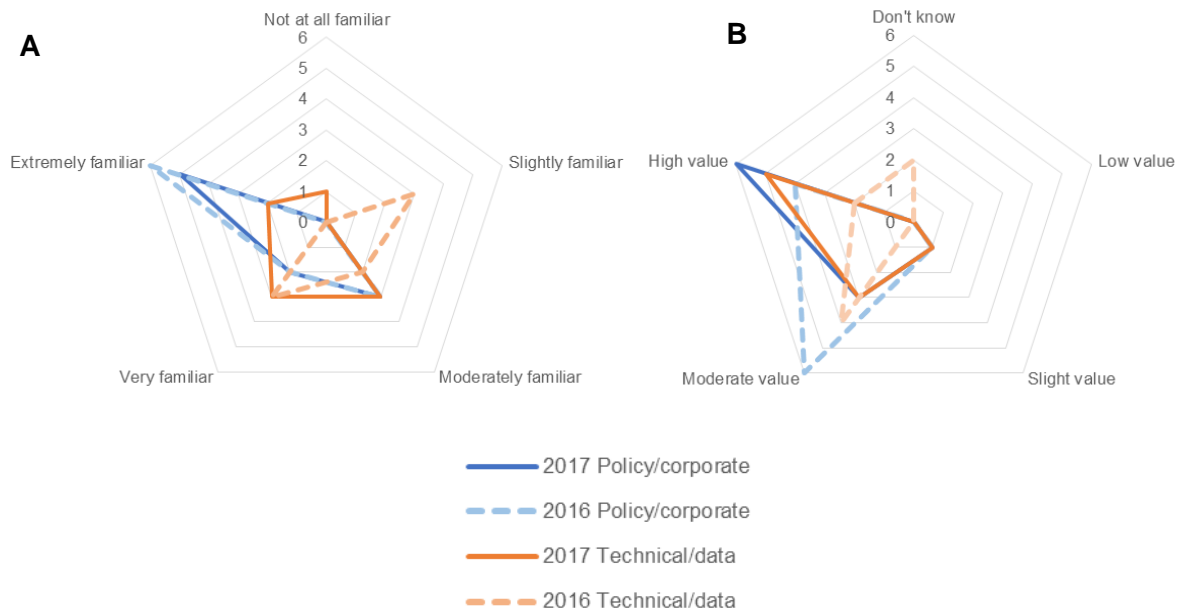 A
Not at all familiar
6
5
4
3
2
1
0
Extremely familiar
Slightly familiar
Very familiar
Moderately familiar
B
Don't know
6
5
4
3
2
1
0
High value
Low value
Moderate value
Slight value
2017 Policy/corporate
2016 Policy/corporate
2017 Technical/data
2016 Technical/data